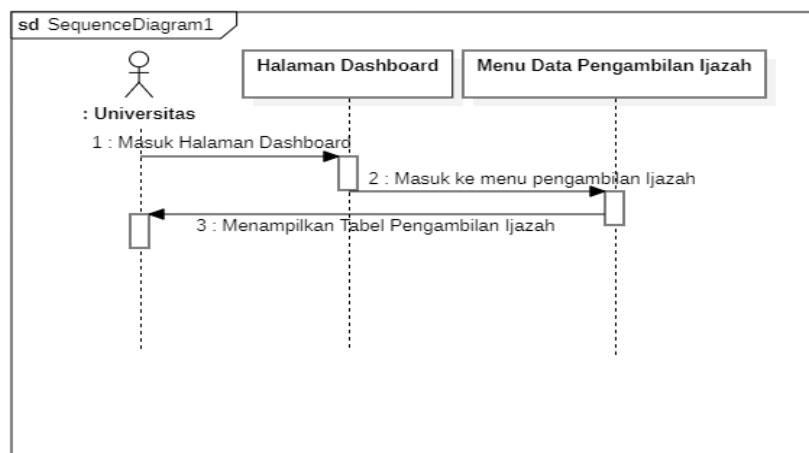 sd SequenceDiagram1
Halaman Dashboard
Menu Data Pengambilan Ijazah
: Universitas
1 : Masuk Halaman Dashboard
2 : Masuk ke menu pengambilan Ijazah
3 : Menampilkan Tabel Pengambilan Ijazah